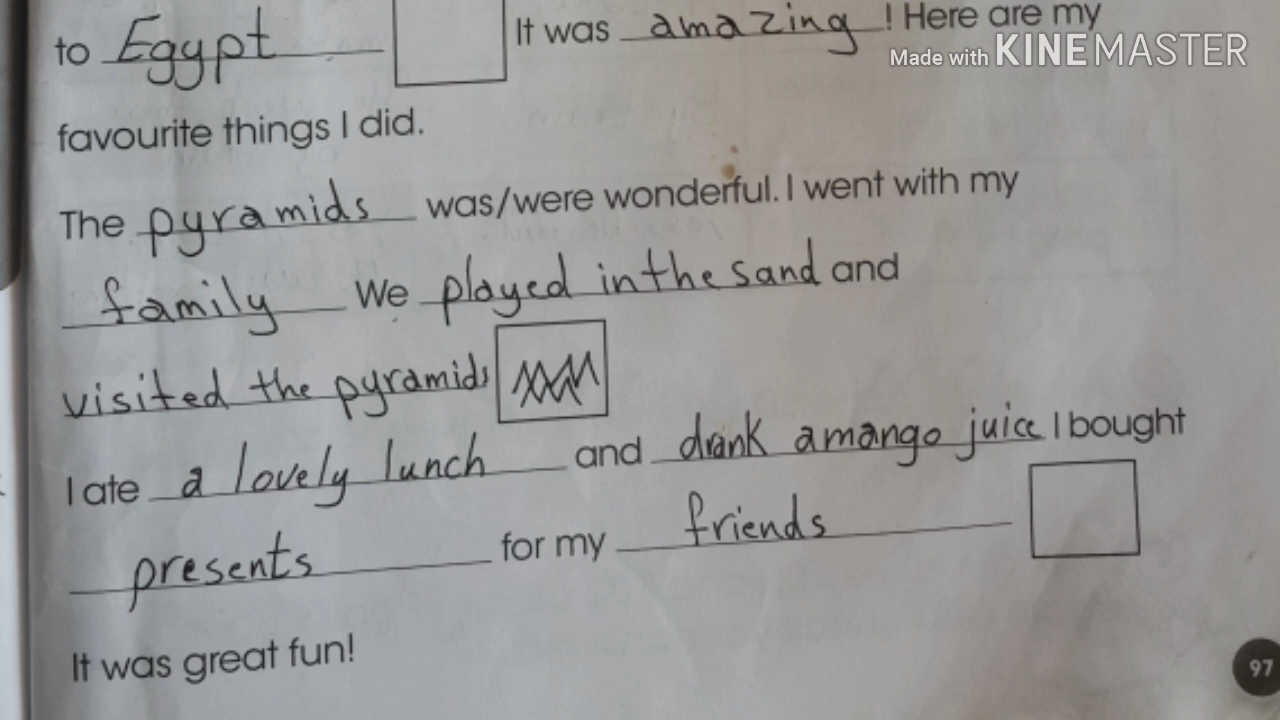 to Egypt It was amazing! Here are my
Made with KINEMASTER
favourite things I did.
The pyramids was/were wonderful. I went with my
family We played in the sand and
visited the pyramids
I ate a lovely lunch and drank a mango juice I bought
presents for my friends
It was great fun!
97